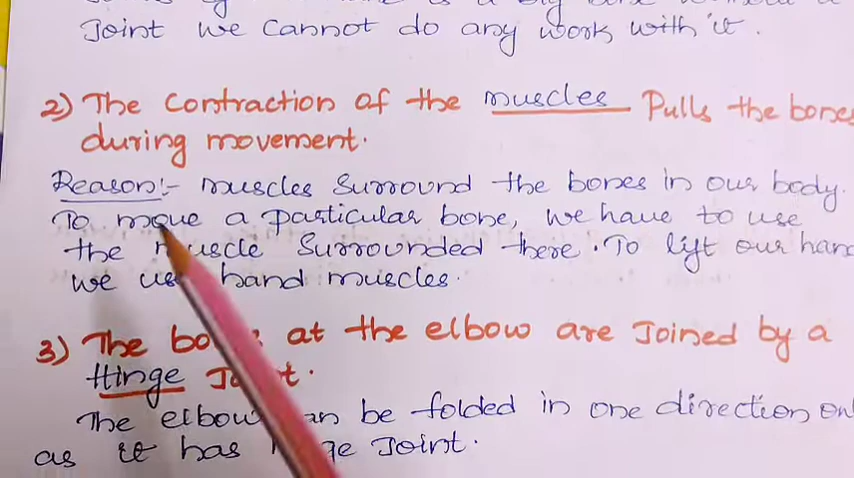 Joint we cannot do any work with it.
2) The contraction of the muscles Pulls the bones
during movement.
Reason:- muscles Surround the bones in our body.
To move a particular bone, we have to use
the muscle Surrounded there. To lift our hand
we use hand muscles.
3) The bones at the elbow are Joined by a
Hinge Joint.
The elbow can be folded in one direction
as it has Joint.